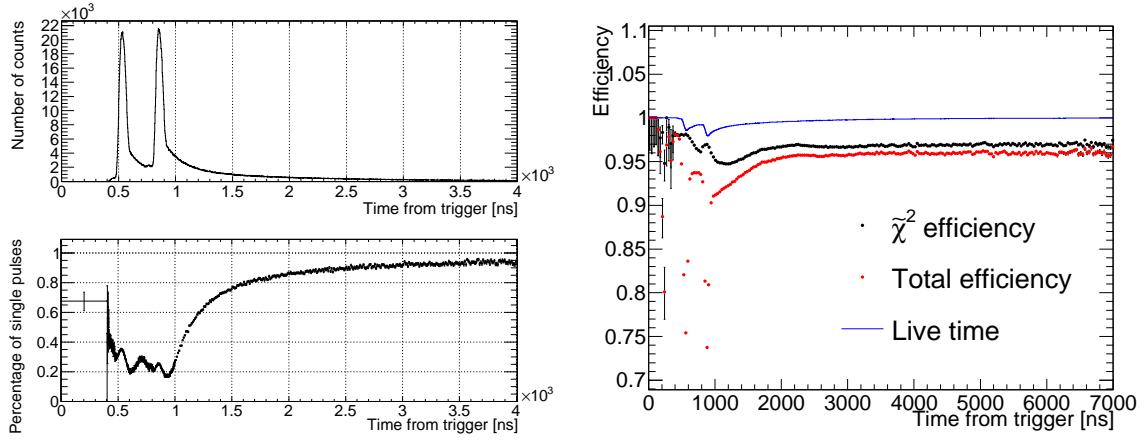 Number of counts
×10³
22
20
18
16
14
12
10
8
6
4
2
0
0 0.5 1 1.5 2 2.5 3 3.5 4
×10³
Time from trigger [ns]
Percentage of single pulses
1
0.8
0.6
0.4
0.2
0
0 0.5 1 1.5 2 2.5 3 3.5 4
×10³
Time from trigger [ns]
Efficiency
1.1
1.05
1
0.95
0.9
0.85
0.8
0.75
0.7
χ̃² efficiency
Total efficiency
Live time
0 1000 2000 3000 4000 5000 6000 7000
Time from trigger [ns]